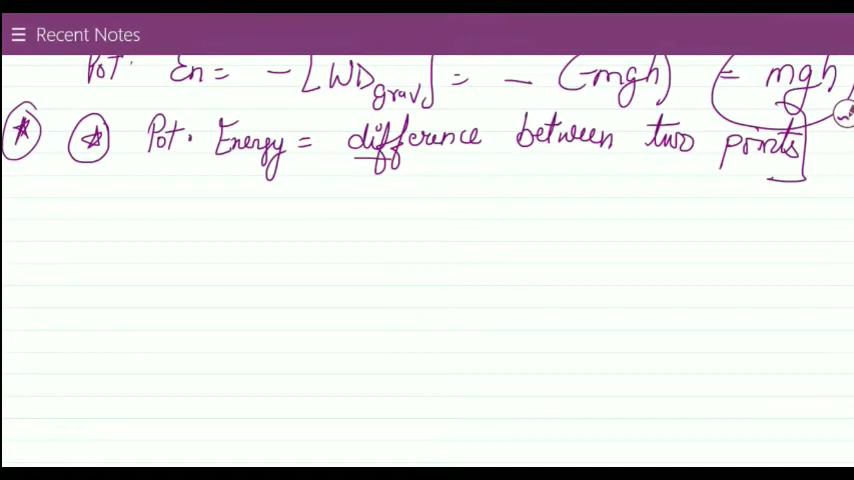 Recent Notes
Pot. En = - [WD grav.] = - (-mgh) = mgh
Pot. Energy = difference between two points]